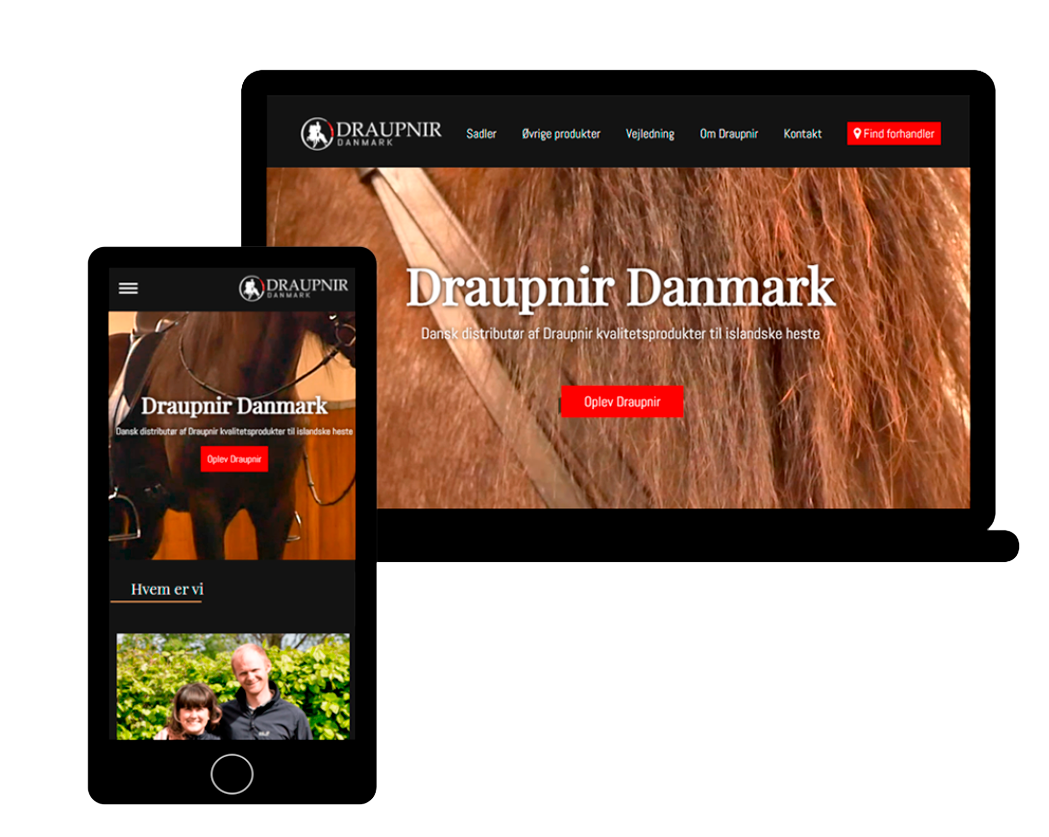 DRAUPNIR
DANMARK
Sadler
Øvrige produkter
Vejledning
Om Draupnir
Kontakt
Find forhandler
Draupnir Danmark
Dansk distributør af Draupnir kvalitetsprodukter til islandske heste
Oplev Draupnir
DRAUPNIR
DANMARK
Draupnir Danmark
Dansk distributør af Draupnir kvalitetsprodukter til islandske heste
Oplev Draupnir
Hvem er vi